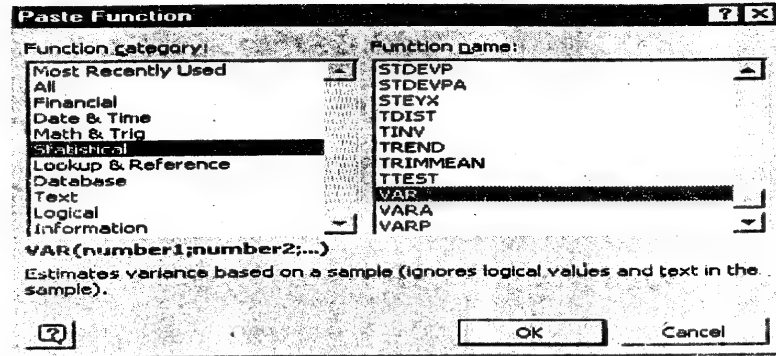 Paste Function
Function category:
Most Recently Used
All
Financial
Date & Time
Math & Trig
Statistical
Lookup & Reference
Database
Text
Logical
Information
Function name:
STDEVP
STDEVPA
STEYX
TDIST
TINV
TREND
TRIMMEAN
TTEST
VAR
VARA
VARP
VAR(number1;number2;...)
Estimates variance based on a sample (ignores logical values and text in the
sample).
OK
Cancel